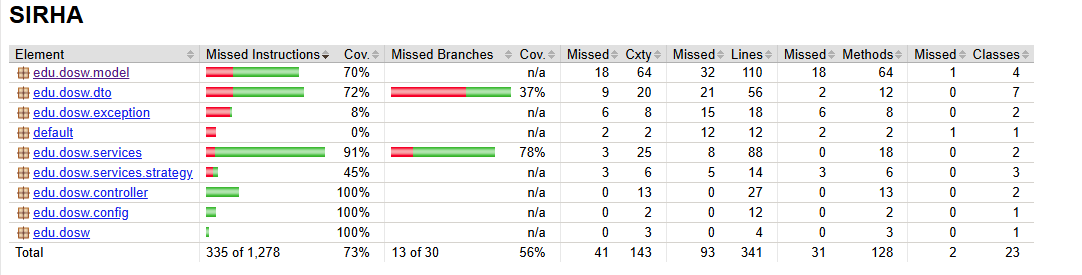 SIRHA
Element Missed Instructions Cov. Missed Branches Cov. Missed Cxty Missed Lines Missed Methods Missed Classes
edu.dosw.model 70% n/a 18 64 32 110 18 64 1 4
edu.dosw.dto 72% 37% 9 20 21 56 2 12 0 7
edu.dosw.exception 8% n/a 6 8 15 18 6 8 0 2
default 0% n/a 2 2 12 12 2 2 1 1
edu.dosw.services 91% 78% 3 25 8 88 0 18 0 2
edu.dosw.services.strategy 45% n/a 3 6 5 14 3 6 0 3
edu.dosw.controller 100% n/a 0 13 0 27 0 13 0 2
edu.dosw.config 100% n/a 0 2 0 12 0 2 0 1
edu.dosw 100% n/a 0 3 0 4 0 3 0 1
Total 335 of 1,278 73% 13 of 30 56% 41 143 93 341 31 128 2 23